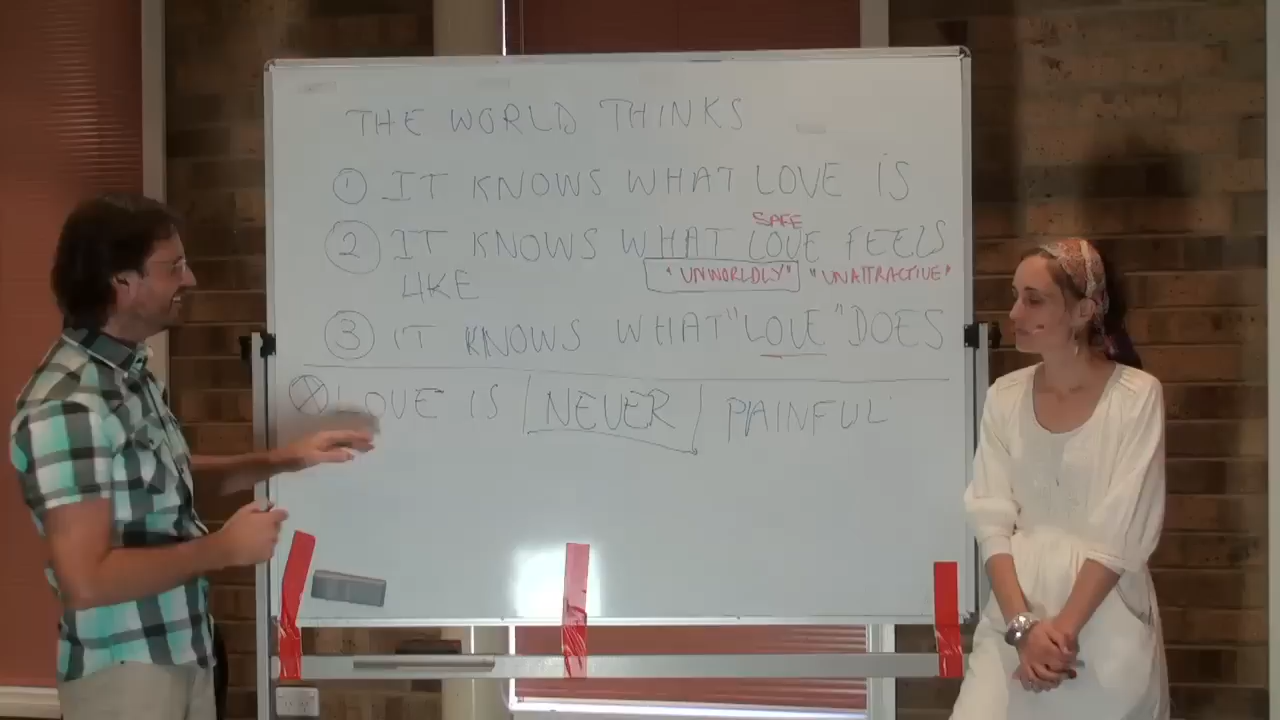 THE WORLD THINKS
① IT KNOWS WHAT LOVE IS
SAFE
② IT KNOWS WHAT LOVE FEELS
LIKE
"UNWORLDLY" "UNATTRACTIVE"
③ IT KNOWS WHAT "LOVE" DOES
LOVE IS NEVER PAINFUL